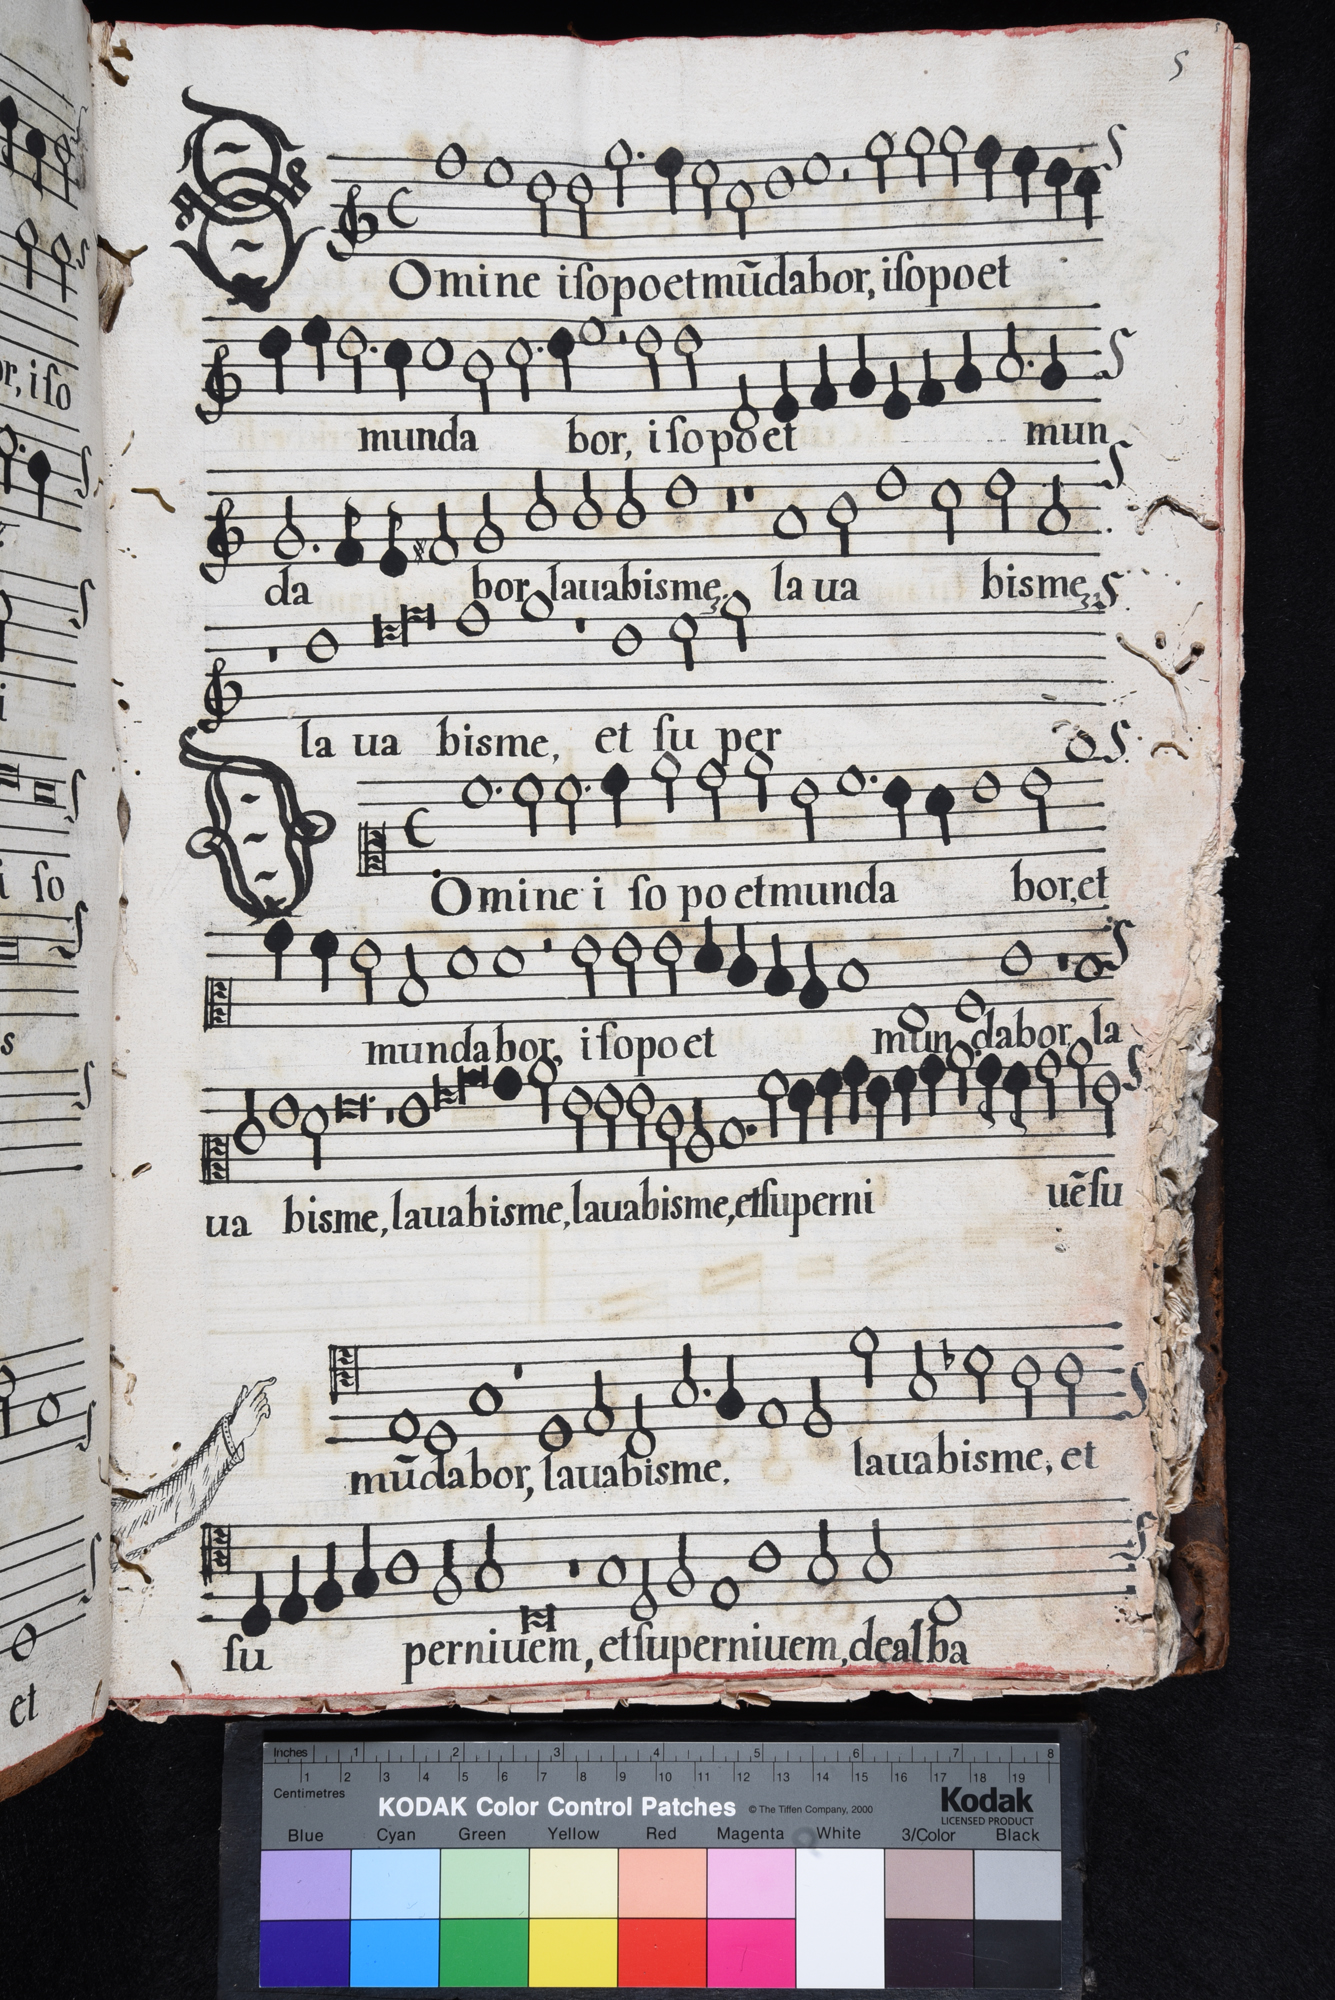 5
Omine isopoetmũdabor, isopoet
munda bor, isopoet mun
da bor, lauabisme, la ua bisme,
la ua bisme, et su per
Omine i so po etmunda bor, et
mundabor, isopoet mun dabor, la
ua bisme, lauabisme, lauabisme, etsuperni uẽsu
mũdabor, lauabisme, lauabisme, et
su perniuem, etsuperniuem, dealba
or, iso
i
i so
s
et
Inches 1 2 3 4 5 6 7 8
Centimetres 1 2 3 4 5 6 7 8 9 10 11 12 13 14 15 16 17 18 19
KODAK Color Control Patches © The Tiffen Company, 2000 Kodak
LICENSED PRODUCT
Blue Cyan Green Yellow Red Magenta White 3/Color Black